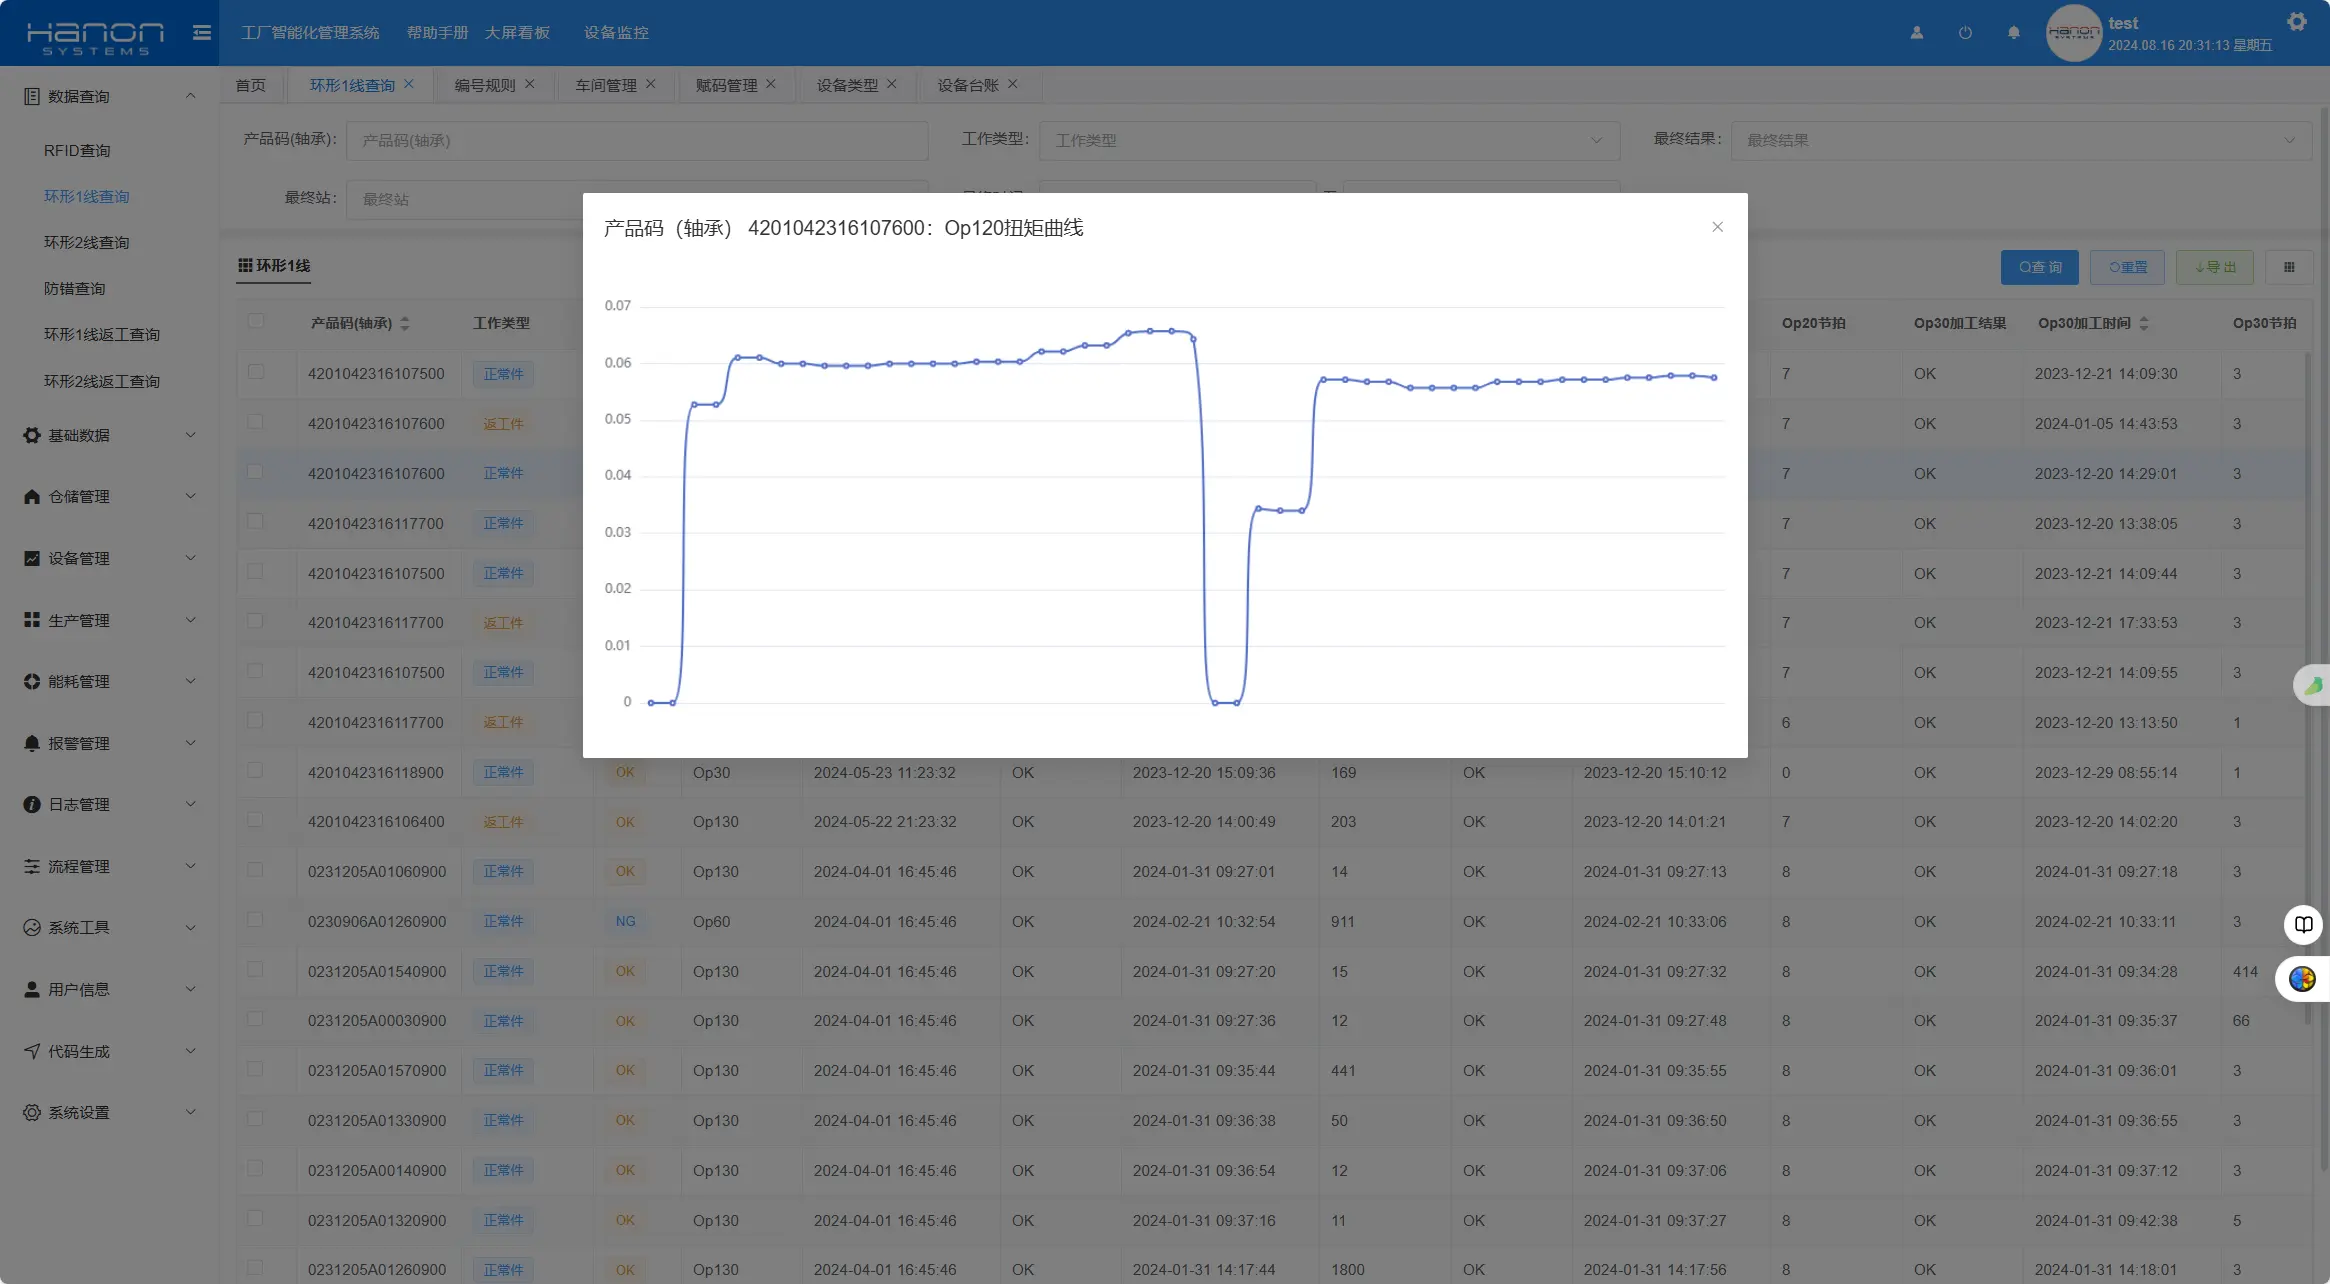 Hanon
SYSTEMS
工厂智能化管理系统 帮助手册 大屏看板 设备监控
test
2024.08.16 20:31:13 星期五
首页 环形1线查询 编号规则 车间管理 赋码管理 设备类型 设备台账
数据查询
RFID查询
环形1线查询
环形2线查询
防错查询
环形1线返工查询
环形2线返工查询
基础数据
仓储管理
设备管理
生产管理
能耗管理
报警管理
日志管理
流程管理
系统工具
用户信息
代码生成
系统设置
产品码(轴承): 产品码(轴承) 工作类型: 工作类型 最终结果: 最终结果
最终站: 最终站
环形1线
查询 重置 导出
产品码（轴承） 4201042316107600：Op120扭矩曲线
0.07
0.06
0.05
0.04
0.03
0.02
0.01
0
产品码(轴承) 工作类型 Op20节拍 Op30加工结果 Op30加工时间 Op30节拍
4201042316107500 正常件 7 OK 2023-12-21 14:09:30 3
4201042316107600 返工件 7 OK 2024-01-05 14:43:53 3
4201042316107600 正常件 7 OK 2023-12-20 14:29:01 3
4201042316117700 正常件 7 OK 2023-12-20 13:38:05 3
4201042316107500 正常件 7 OK 2023-12-21 14:09:44 3
4201042316117700 返工件 7 OK 2023-12-21 17:33:53 3
4201042316107500 正常件 7 OK 2023-12-21 14:09:55 3
4201042316117700 返工件 6 OK 2023-12-20 13:13:50 1
4201042316118900 正常件 OK Op30 2024-05-23 11:23:32 OK 2023-12-20 15:09:36 169 OK 2023-12-20 15:10:12 0 OK 2023-12-29 08:55:14 1
4201042316106400 返工件 OK Op130 2024-05-22 21:23:32 OK 2023-12-20 14:00:49 203 OK 2023-12-20 14:01:21 7 OK 2023-12-20 14:02:20 3
0231205A01060900 正常件 OK Op130 2024-04-01 16:45:46 OK 2024-01-31 09:27:01 14 OK 2024-01-31 09:27:13 8 OK 2024-01-31 09:27:18 3
0230906A01260900 正常件 NG Op60 2024-04-01 16:45:46 OK 2024-02-21 10:32:54 911 OK 2024-02-21 10:33:06 8 OK 2024-02-21 10:33:11 3
0231205A01540900 正常件 OK Op130 2024-04-01 16:45:46 OK 2024-01-31 09:27:20 15 OK 2024-01-31 09:27:32 8 OK 2024-01-31 09:34:28 414
0231205A00030900 正常件 OK Op130 2024-04-01 16:45:46 OK 2024-01-31 09:27:36 12 OK 2024-01-31 09:27:48 8 OK 2024-01-31 09:35:37 66
0231205A01570900 正常件 OK Op130 2024-04-01 16:45:46 OK 2024-01-31 09:35:44 441 OK 2024-01-31 09:35:55 8 OK 2024-01-31 09:36:01 3
0231205A01330900 正常件 OK Op130 2024-04-01 16:45:46 OK 2024-01-31 09:36:38 50 OK 2024-01-31 09:36:50 8 OK 2024-01-31 09:36:55 3
0231205A00140900 正常件 OK Op130 2024-04-01 16:45:46 OK 2024-01-31 09:36:54 12 OK 2024-01-31 09:37:06 8 OK 2024-01-31 09:37:12 3
0231205A01320900 正常件 OK Op130 2024-04-01 16:45:46 OK 2024-01-31 09:37:16 11 OK 2024-01-31 09:37:27 8 OK 2024-01-31 09:42:38 5
0231205A01260900 正常件 OK Op130 2024-04-01 16:45:46 OK 2024-01-31 14:17:44 1800 OK 2024-01-31 14:17:56 8 OK 2024-01-31 14:18:01 3